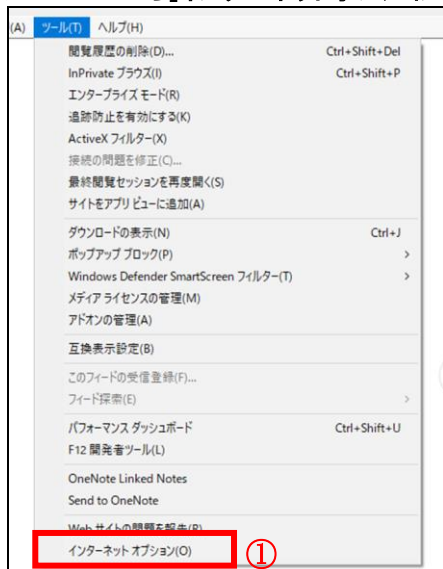 (A) ツール(T) ヘルプ(H)
閲覧履歴の削除(D)... Ctrl+Shift+Del
InPrivate ブラウズ(I) Ctrl+Shift+P
エンタープライズ モード(R)
追跡防止を有効にする(K)
ActiveX フィルター(X)
接続の問題を修正(C)...
最終閲覧セッションを再度開く(S)
サイトをアプリ ビューに追加(A)
ダウンロードの表示(N) Ctrl+J
ポップアップ ブロック(P) >
Windows Defender SmartScreen フィルター(T) >
メディア ライセンスの管理(M)
アドオンの管理(A)
互換表示設定(B)
このフィードの受信登録(F)...
フィード探索(E) >
パフォーマンス ダッシュボード Ctrl+Shift+U
F12 開発者ツール(L)
OneNote Linked Notes
Send to OneNote
Web サイトの問題を報告(R)
インターネット オプション(O) ①